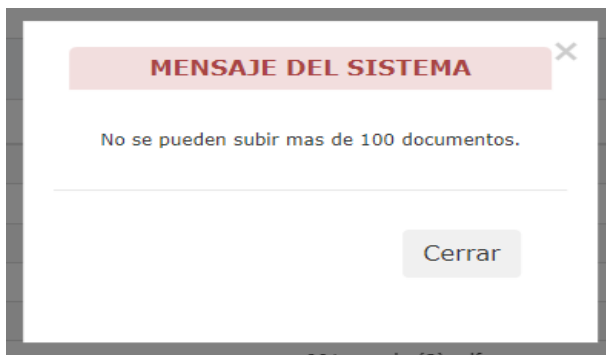 MENSAJE DEL SISTEMA
No se pueden subir mas de 100 documentos.
Cerrar